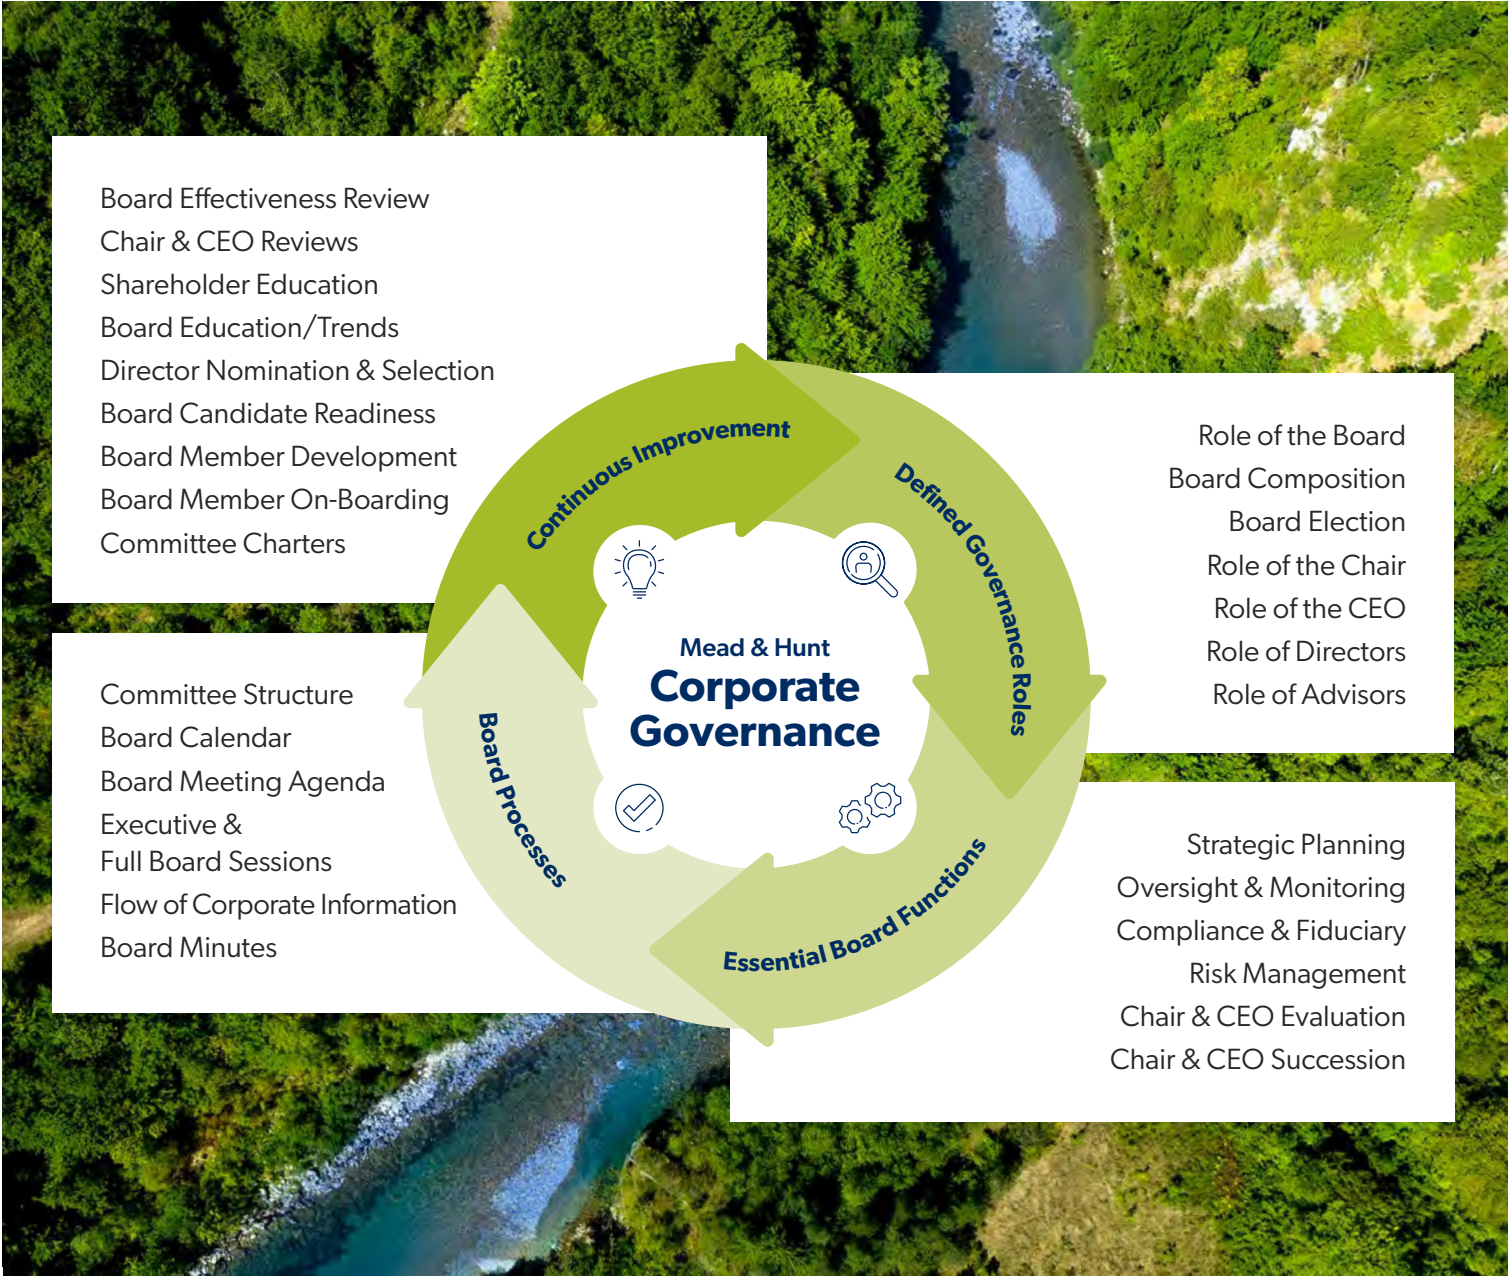 Board Effectiveness Review
Chair & CEO Reviews
Shareholder Education
Board Education/Trends
Director Nomination & Selection
Board Candidate Readiness
Board Member Development
Board Member On-Boarding
Committee Charters
Continuous Improvement
Defined Governance Roles
Role of the Board
Board Composition
Board Election
Role of the Chair
Role of the CEO
Role of Directors
Role of Advisors
Mead & Hunt
Corporate
Governance
Committee Structure
Board Calendar
Board Meeting Agenda
Executive &
Full Board Sessions
Flow of Corporate Information
Board Minutes
Board Processes
Essential Board Functions
Strategic Planning
Oversight & Monitoring
Compliance & Fiduciary
Risk Management
Chair & CEO Evaluation
Chair & CEO Succession